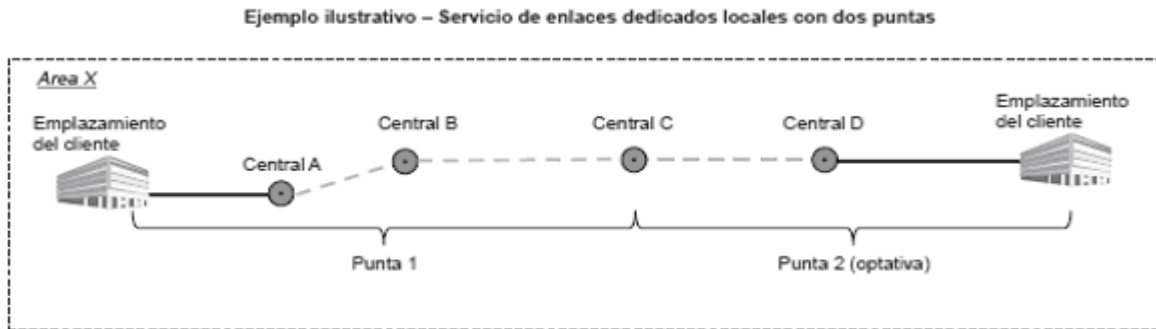 Ejemplo ilustrativo – Servicio de enlaces dedicados locales con dos puntas
Area X
Emplazamiento
del cliente
Central A
Central B
Central C
Central D
Emplazamiento
del cliente
Punta 1
Punta 2 (optativa)